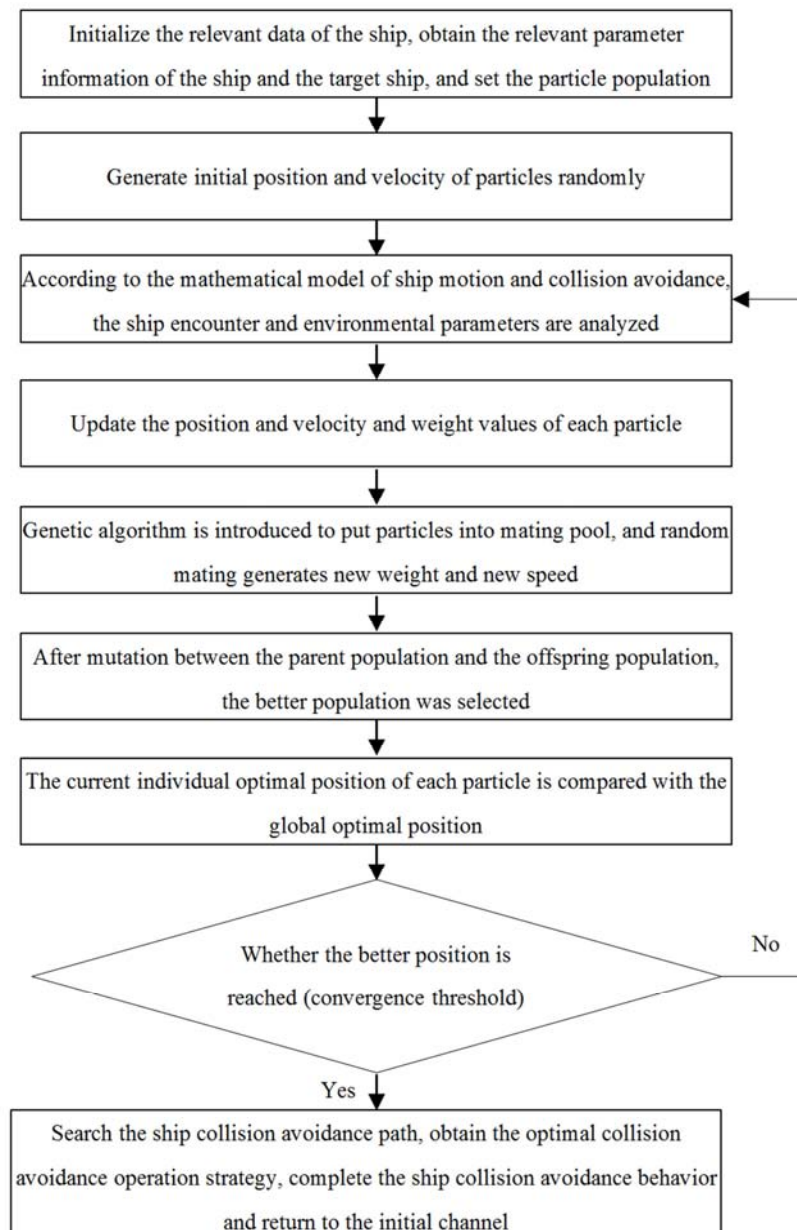 Initialize the relevant data of the ship, obtain the relevant parameter
information of the ship and the target ship, and set the particle population
Generate initial position and velocity of particles randomly
According to the mathematical model of ship motion and collision avoidance,
the ship encounter and environmental parameters are analyzed
Update the position and velocity and weight values of each particle
Genetic algorithm is introduced to put particles into mating pool, and random
mating generates new weight and new speed
After mutation between the parent population and the offspring population,
the better population was selected
The current individual optimal position of each particle is compared with the
global optimal position
Whether the better position is
reached (convergence threshold)
No
Yes
Search the ship collision avoidance path, obtain the optimal collision
avoidance operation strategy, complete the ship collision avoidance behavior
and return to the initial channel